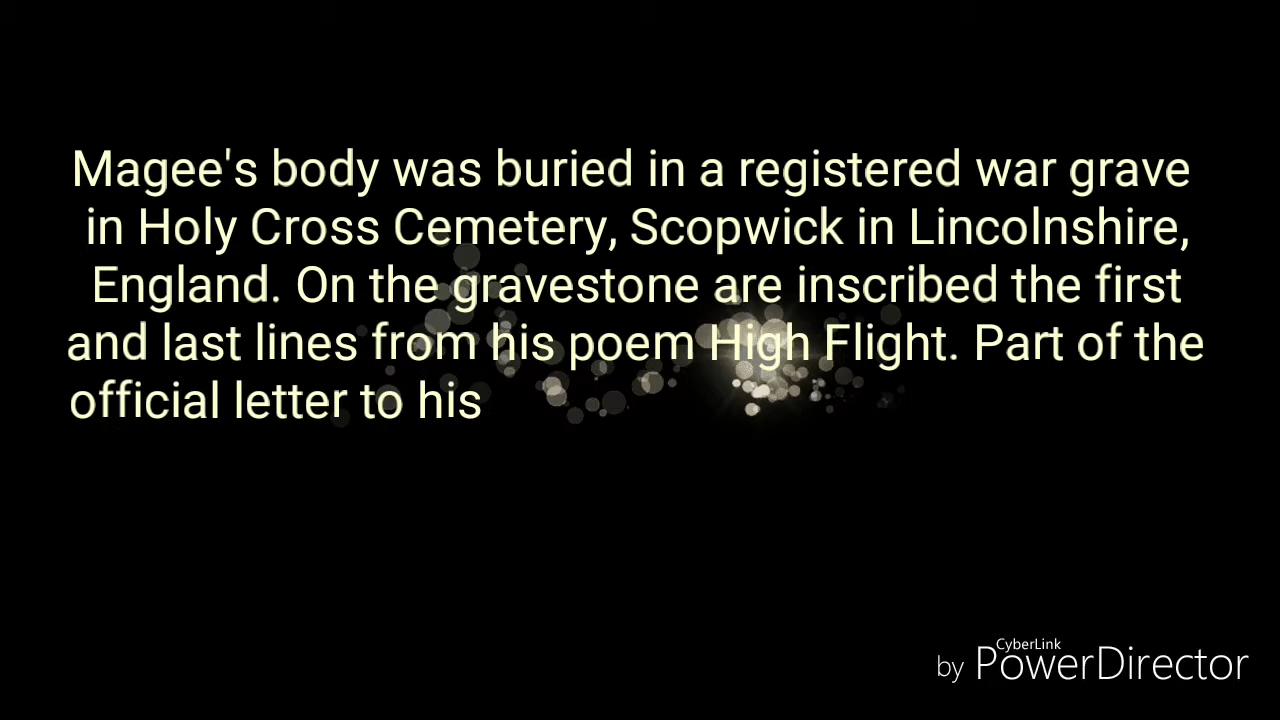 Magee's body was buried in a registered war grave
in Holy Cross Cemetery, Scopwick in Lincolnshire,
England. On the gravestone are inscribed the first
and last lines from his poem High Flight. Part of the
official letter to his
CyberLink
by PowerDirector